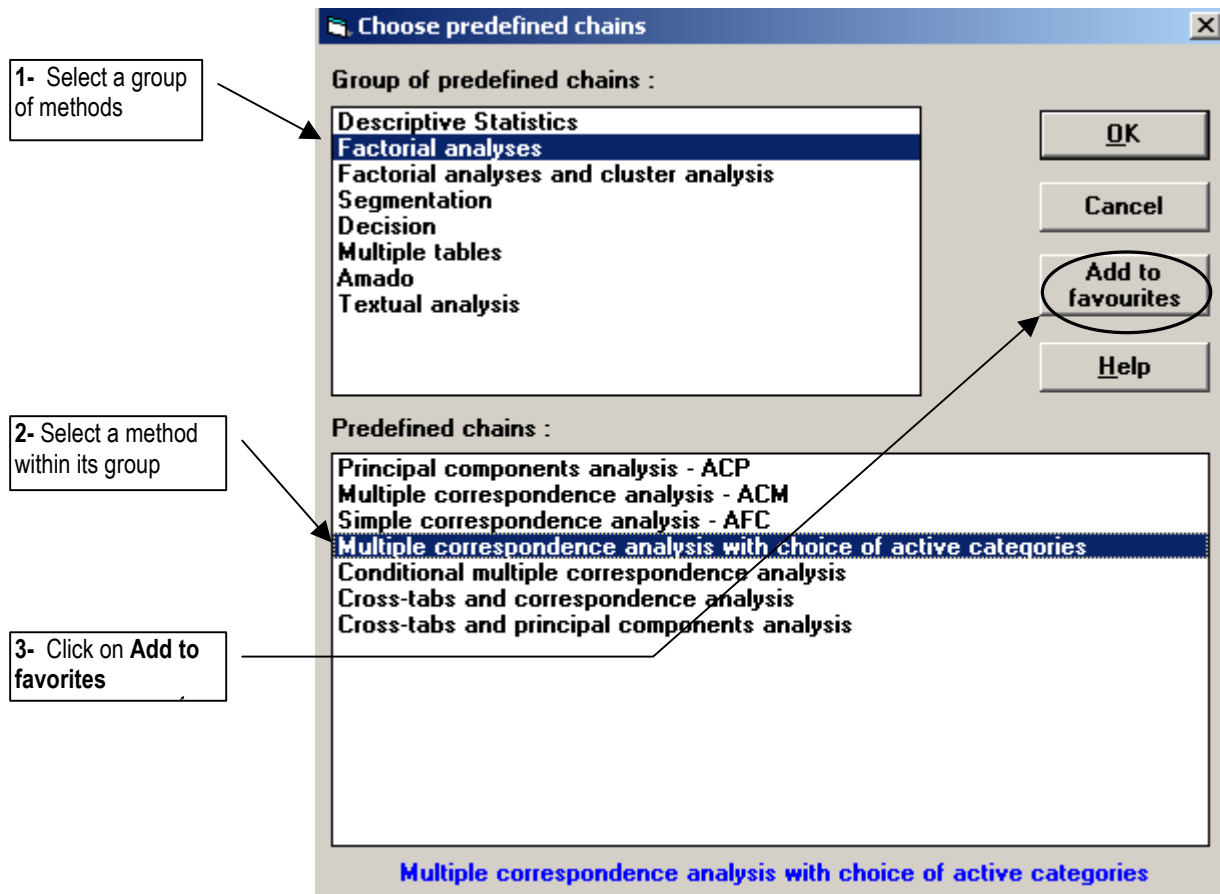 Choose predefined chains
1- Select a group
of methods
Group of predefined chains :
Descriptive Statistics
Factorial analyses
Factorial analyses and cluster analysis
Segmentation
Decision
Multiple tables
Amado
Textual analysis
OK
Cancel
Add to
favourites
Help
2- Select a method
within its group
Predefined chains :
Principal components analysis - ACP
Multiple correspondence analysis - ACM
Simple correspondence analysis - AFC
Multiple correspondence analysis with choice of active categories
Conditional multiple correspondence analysis
Cross-tabs and correspondence analysis
Cross-tabs and principal components analysis
3- Click on Add to
favorites
Multiple correspondence analysis with choice of active categories